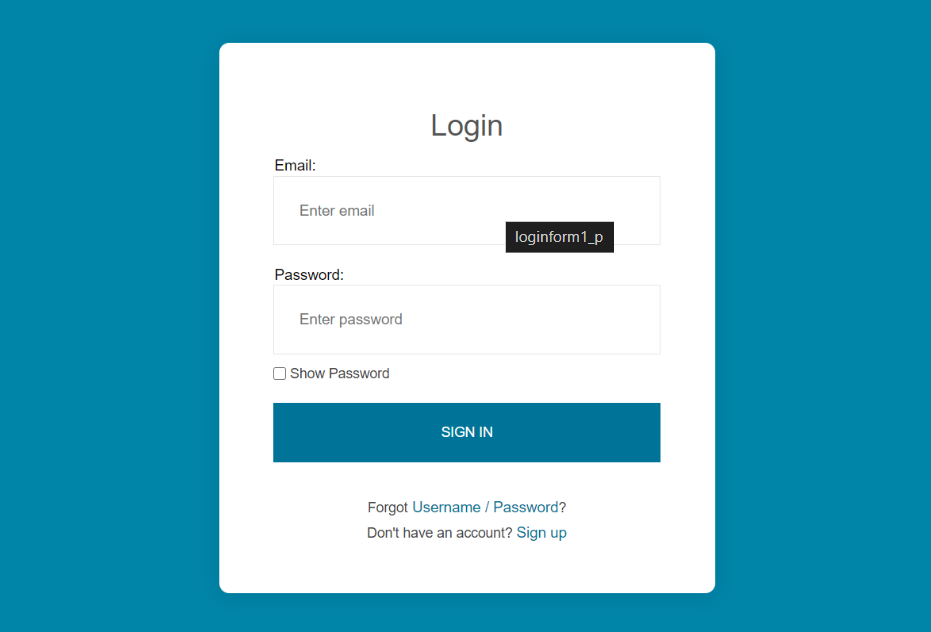 Login
Email:
Enter email
loginform1_p
Password:
Enter password
Show Password
SIGN IN
Forgot Username / Password?
Don't have an account? Sign up